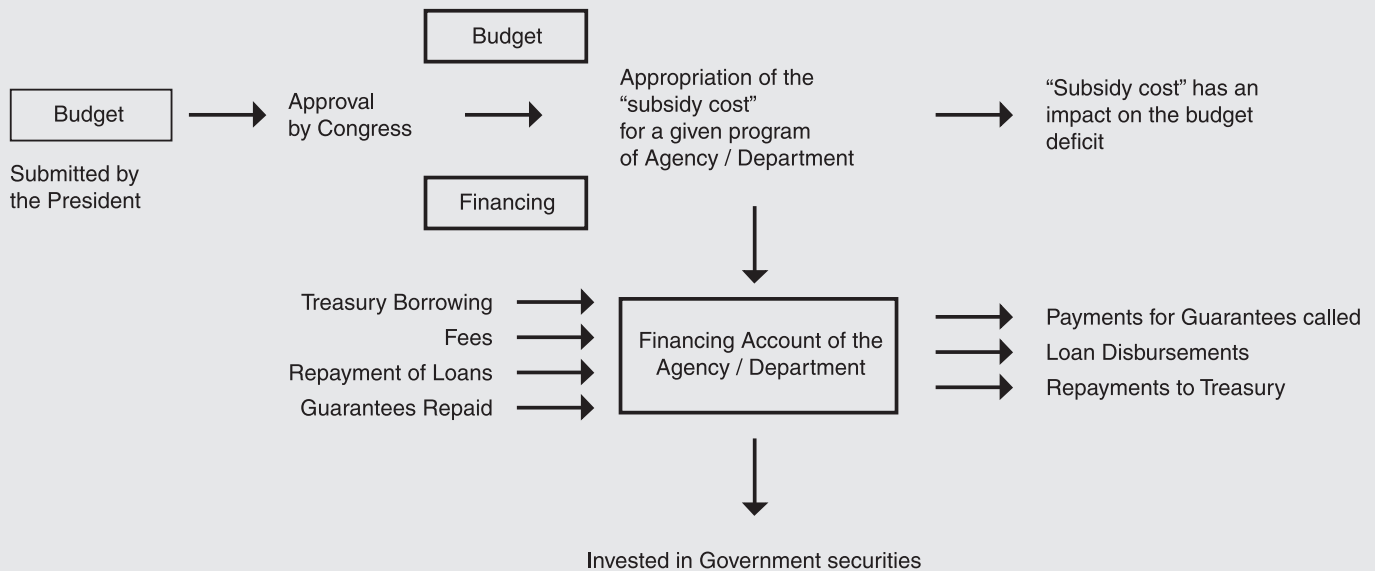 Budget
Submitted by
the President
Approval
by Congress
Budget
Financing
Appropriation of the
“subsidy cost”
for a given program
of Agency / Department
“Subsidy cost” has an
impact on the budget
deficit
Treasury Borrowing
Fees
Repayment of Loans
Guarantees Repaid
Financing Account of the
Agency / Department
Payments for Guarantees called
Loan Disbursements
Repayments to Treasury
Invested in Government securities